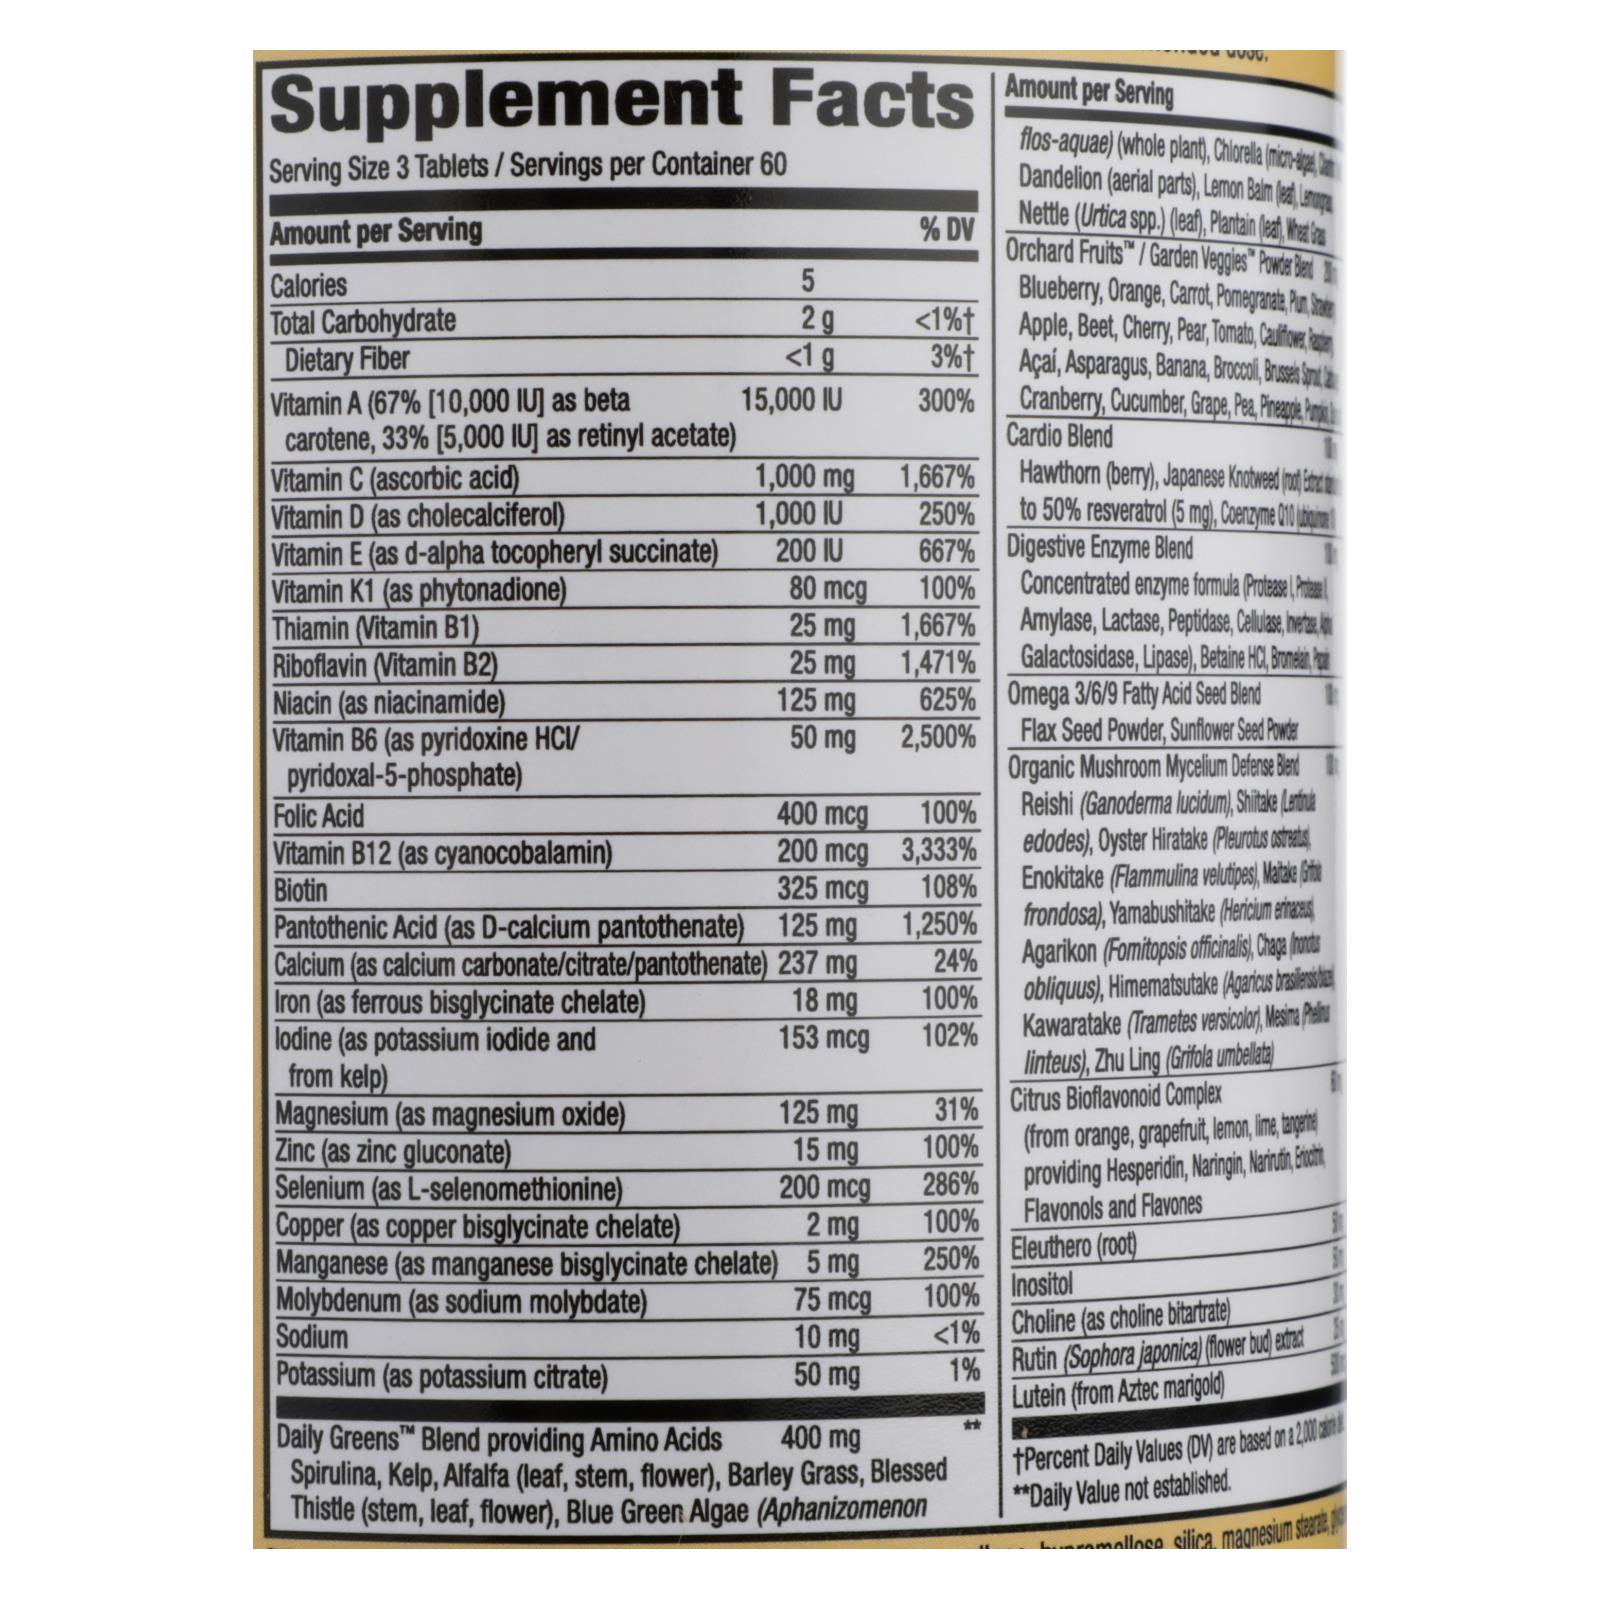 Supplement Facts
Serving Size 3 Tablets / Servings per Container 60
Amount per Serving % DV
Calories 5
Total Carbohydrate 2 g <1%†
Dietary Fiber <1 g 3%†
Vitamin A (67% [10,000 IU] as beta 15,000 IU 300%
carotene, 33% [5,000 IU] as retinyl acetate)
Vitamin C (ascorbic acid) 1,000 mg 1,667%
Vitamin D (as cholecalciferol) 1,000 IU 250%
Vitamin E (as d-alpha tocopheryl succinate) 200 IU 667%
Vitamin K1 (as phytonadione) 80 mcg 100%
Thiamin (Vitamin B1) 25 mg 1,667%
Riboflavin (Vitamin B2) 25 mg 1,471%
Niacin (as niacinamide) 125 mg 625%
Vitamin B6 (as pyridoxine HCl/ 50 mg 2,500%
pyridoxal-5-phosphate)
Folic Acid 400 mcg 100%
Vitamin B12 (as cyanocobalamin) 200 mcg 3,333%
Biotin 325 mcg 108%
Pantothenic Acid (as D-calcium pantothenate) 125 mg 1,250%
Calcium (as calcium carbonate/citrate/pantothenate) 237 mg 24%
Iron (as ferrous bisglycinate chelate) 18 mg 100%
Iodine (as potassium iodide and 153 mcg 102%
from kelp)
Magnesium (as magnesium oxide) 125 mg 31%
Zinc (as zinc gluconate) 15 mg 100%
Selenium (as L-selenomethionine) 200 mcg 286%
Copper (as copper bisglycinate chelate) 2 mg 100%
Manganese (as manganese bisglycinate chelate) 5 mg 250%
Molybdenum (as sodium molybdate) 75 mcg 100%
Sodium 10 mg <1%
Potassium (as potassium citrate) 50 mg 1%
Daily Greens™ Blend providing Amino Acids 400 mg **
Spirulina, Kelp, Alfalfa (leaf, stem, flower), Barley Grass, Blessed
Thistle (stem, leaf, flower), Blue Green Algae (Aphanizomenon
dose.
Amount per Serving
flos-aquae) (whole plant), Chlorella (micro-algae),
Dandelion (aerial parts), Lemon Balm (leaf),
Nettle (Urtica spp.) (leaf), Plantain (leaf), Wheat Grass
Orchard Fruits™ / Garden Veggies™ Powder Blend
Blueberry, Orange, Carrot, Pomegranate, Plum,
Apple, Beet, Cherry, Pear, Tomato, Cauliflower,
Açaí, Asparagus, Banana, Broccoli, Brussels Sprout,
Cranberry, Cucumber, Grape, Pea, Pineapple,
Cardio Blend
Hawthorn (berry), Japanese Knotweed (root) Extract
to 50% resveratrol (5 mg), Coenzyme Q10
Digestive Enzyme Blend
Concentrated enzyme formula (Protease I, Protease II,
Amylase, Lactase, Peptidase, Cellulase, Invertase,
Galactosidase, Lipase), Betaine HCl, Bromelain,
Omega 3/6/9 Fatty Acid Seed Blend
Flax Seed Powder, Sunflower Seed Powder
Organic Mushroom Mycelium Defense Blend
Reishi (Ganoderma lucidum), Shiitake (Lentinula
edodes), Oyster Hiratake (Pleurotus ostreatus),
Enokitake (Flammulina velutipes), Maitake (Grifola
frondosa), Yamabushitake (Hericium erinaceus),
Agarikon (Fomitopsis officinalis), Chaga (Inonotus
obliquus), Himematsutake (Agaricus
Kawaratake (Trametes versicolor), Mesima (Phellinus
linteus), Zhu Ling (Grifola umbellata)
Citrus Bioflavonoid Complex
(from orange, grapefruit, lemon, lime, tangerine)
providing Hesperidin, Naringin, Narirutin, Eriocitrin,
Flavonols and Flavones
Eleuthero (root)
Inositol
Choline (as choline bitartrate)
Rutin (Sophora japonica) (flower bud) extract
Lutein (from Aztec marigold)
†Percent Daily Values (DV) are based on a 2,000 calorie
**Daily Value not established.
silica, magnesium stearate,